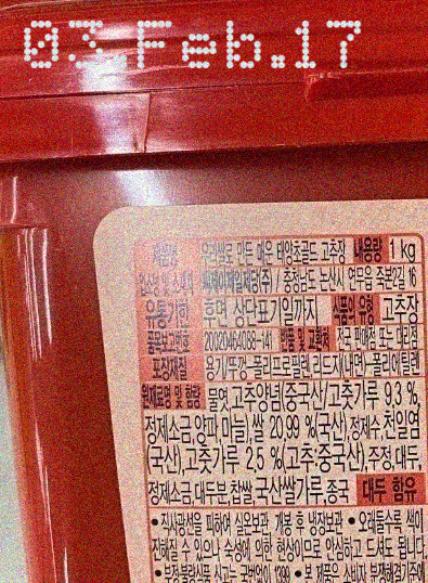 03.Feb.17
제품명 우리쌀로 만든 매운 태양초골드 고추장 내용량 1 kg
업소명 및 소재지 씨제이제일제당(주) / 충청남도 논산시 연무읍 죽본2길 16
유통기한 후면 상단표기일까지 식품의 유형 고추장
품목보고번호 반품 및 교환처 전국 판매점 또는 대리점
포장재질 용기/뚜껑-폴리프로필렌, 리드지(내면)-폴리에틸렌
원재료명 및 함량 물엿, 고추양념(중국산/고춧가루 9.3 %,
정제소금, 양파, 마늘), 쌀 20.99 %(국산), 정제수, 천일염
(국산), 고춧가루 2.5 %(고추:중국산), 주정, 대두,
정제소금, 대두분, 찹쌀, 국산쌀가루, 종국 대두 함유
• 직사광선을 피하여 실온보관, 개봉 후 냉장보관 • 오래둘수록 색이
진해질 수 있으나 숙성에 의한 현상이므로 안심하고 드셔도 됩니다.
• 부정·불량식품 신고는 국번없이 1399 • 본 제품은 소비자분쟁해결기준에